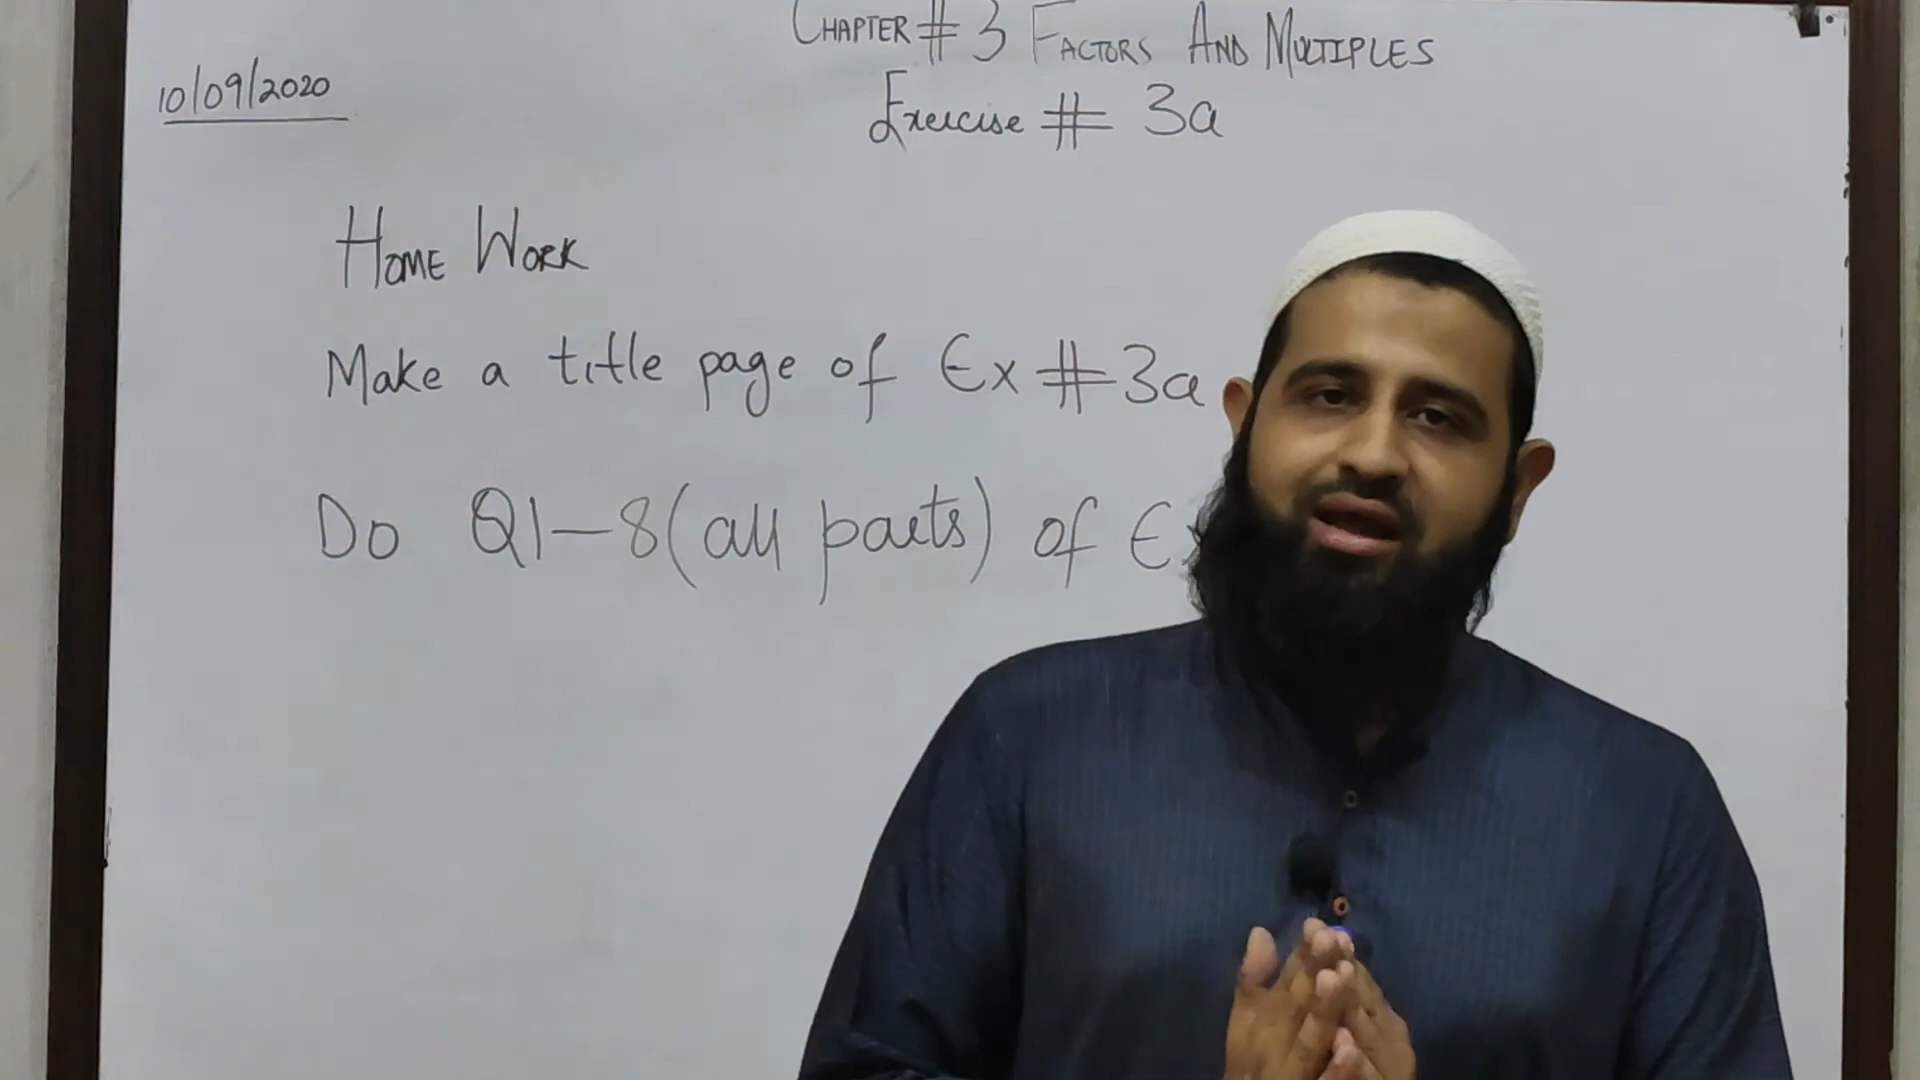 CHAPTER # 3 FACTORS AND MULTIPLES
10/09/2020
Exercise # 3a
HOME WORK
Make a title page of Ex # 3a
Do Q1-8 (all parts) of